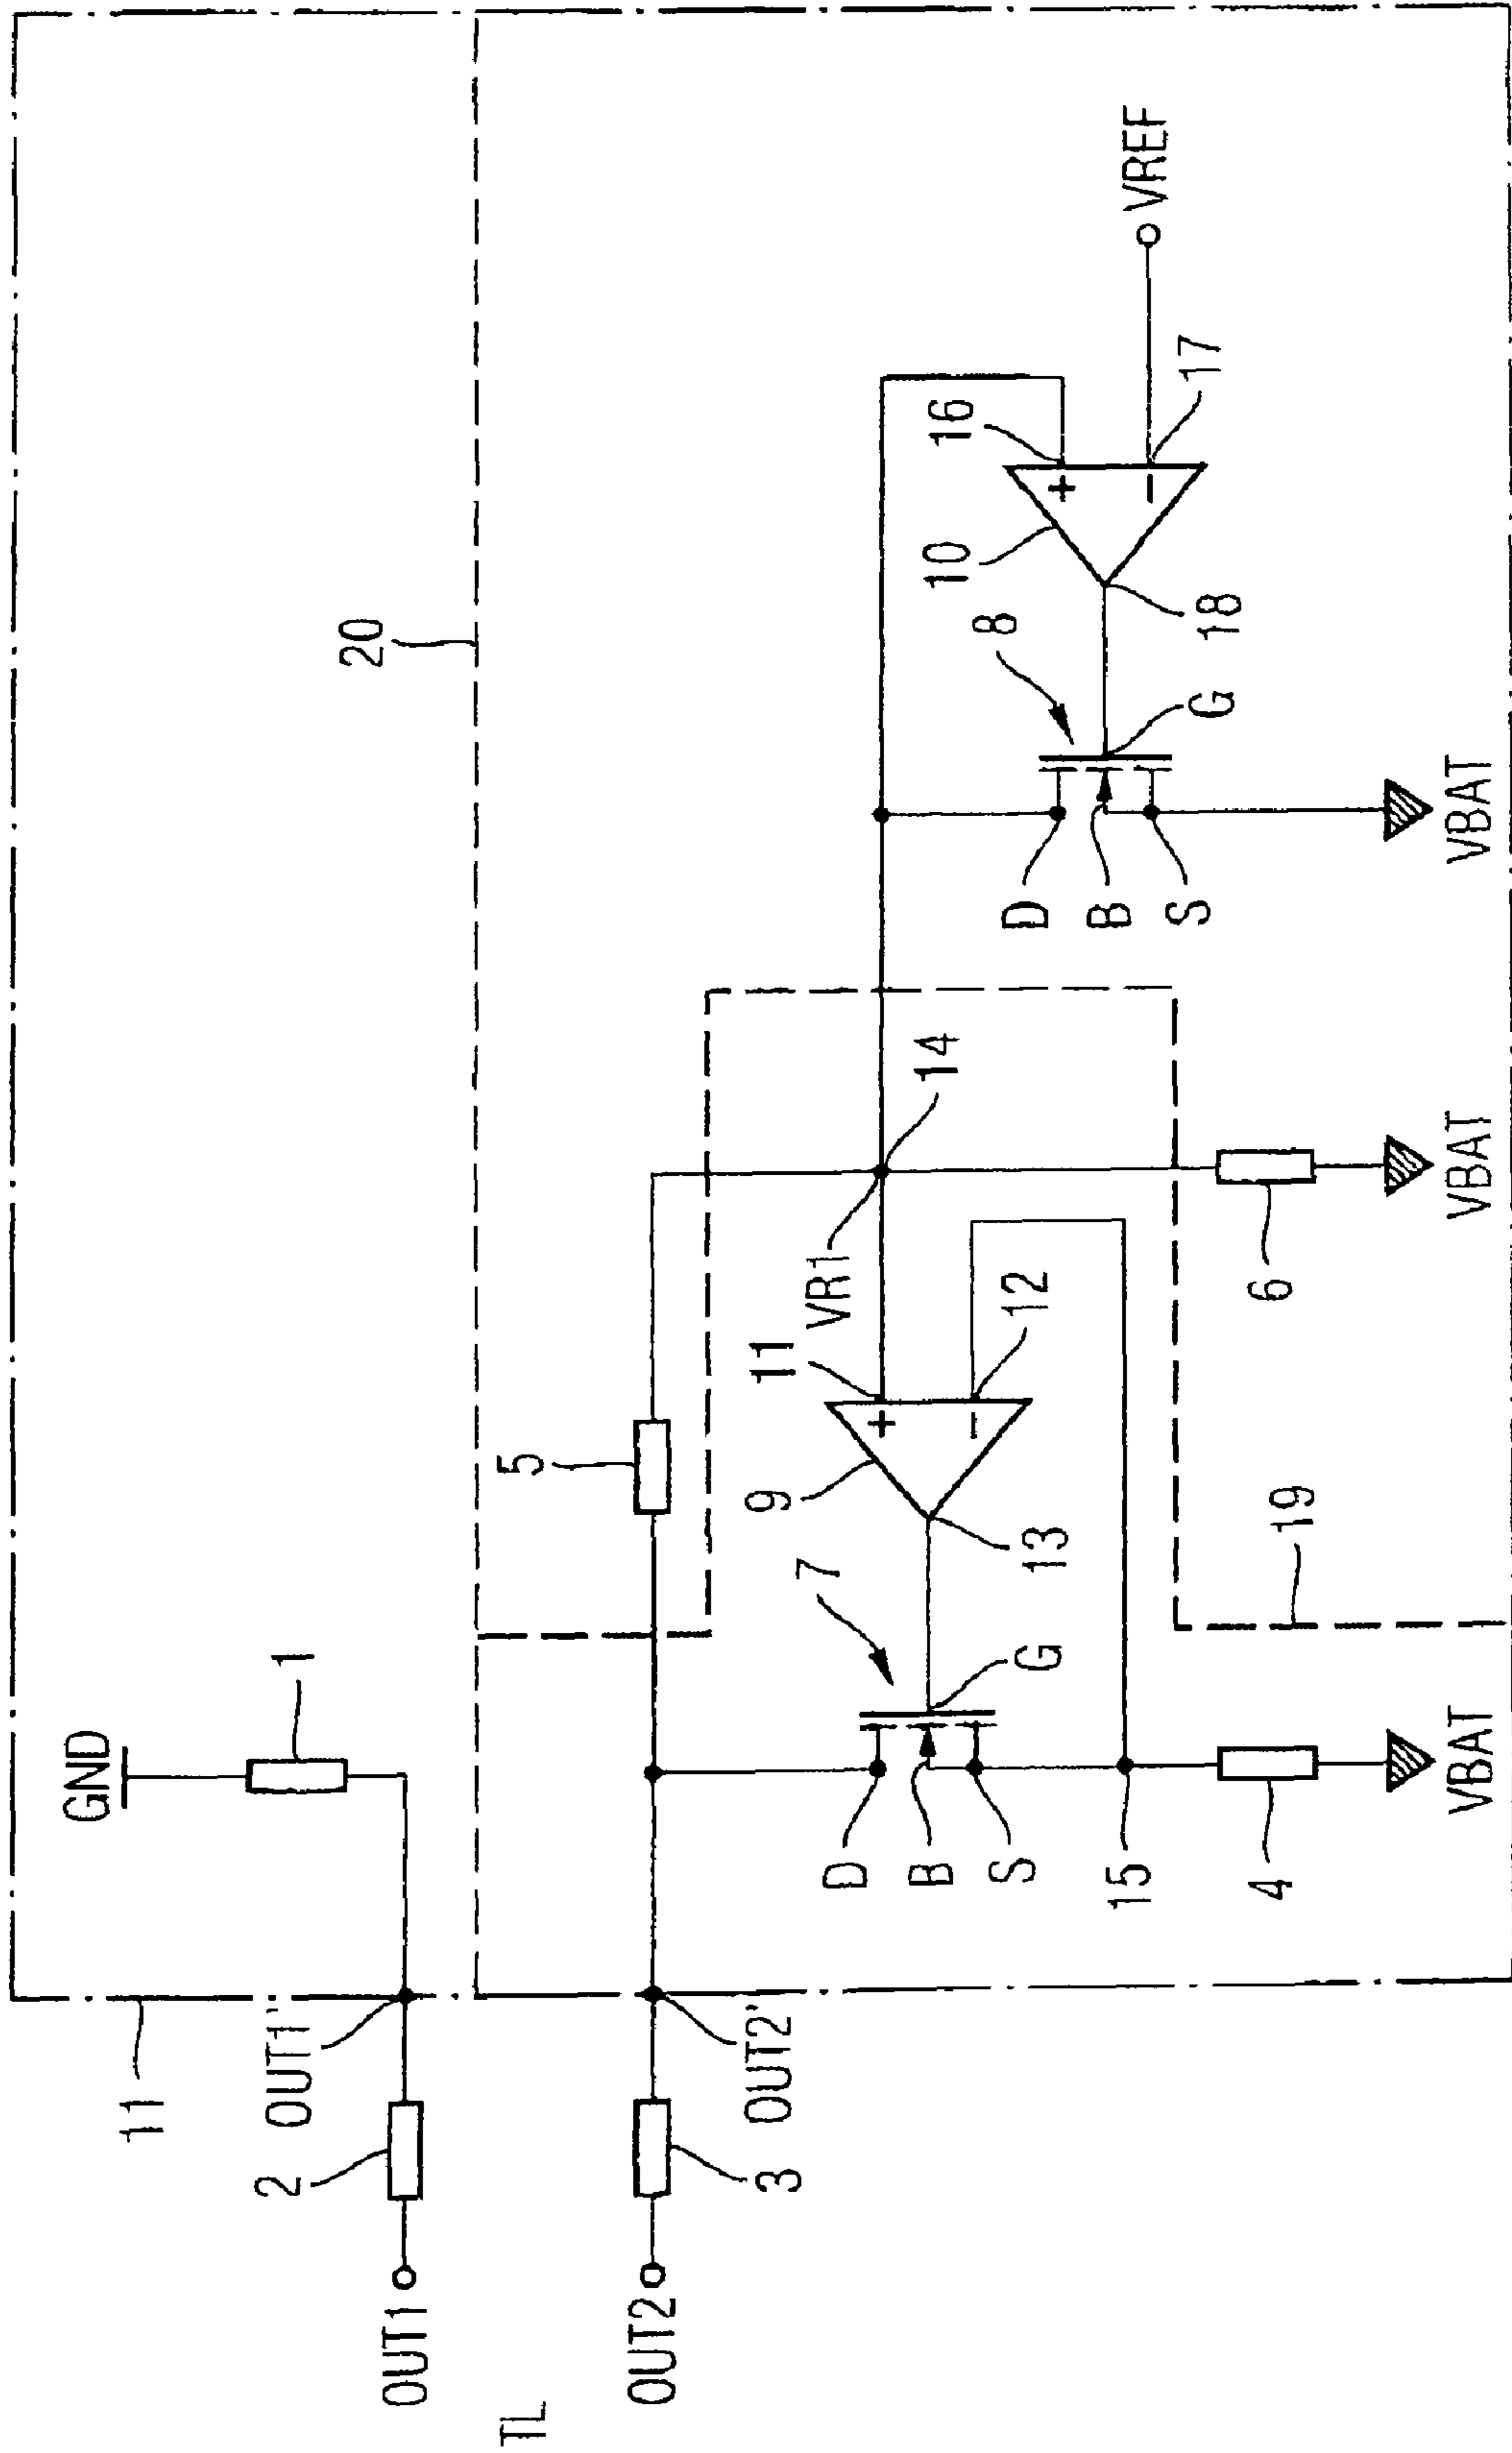 GND
11
2
OUT1'
1
20
OUT1
TL
5
OUT2
3
OUT2'
9
11
7
VR1
D
+
B
14
10
16
−
8
S
G
13
12
D
+
B
15
−
VREF
S
G
18
17
4
19
6
VBAT
VBAT
VBAT